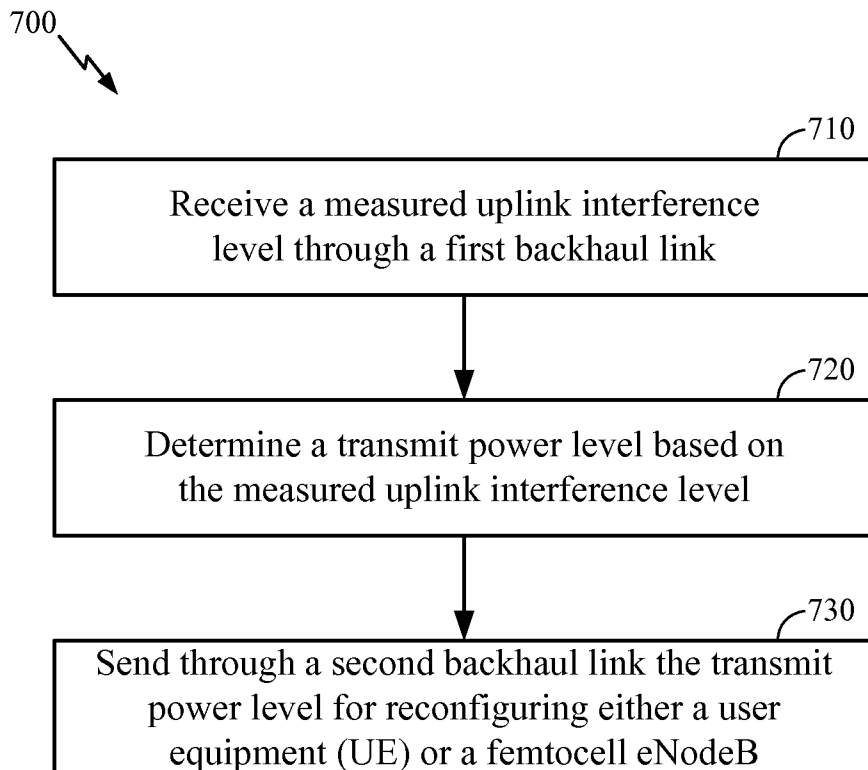 700
710
Receive a measured uplink interference
level through a first backhaul link
720
Determine a transmit power level based on
the measured uplink interference level
730
Send through a second backhaul link the transmit
power level for reconfiguring either a user
equipment (UE) or a femtocell eNodeB